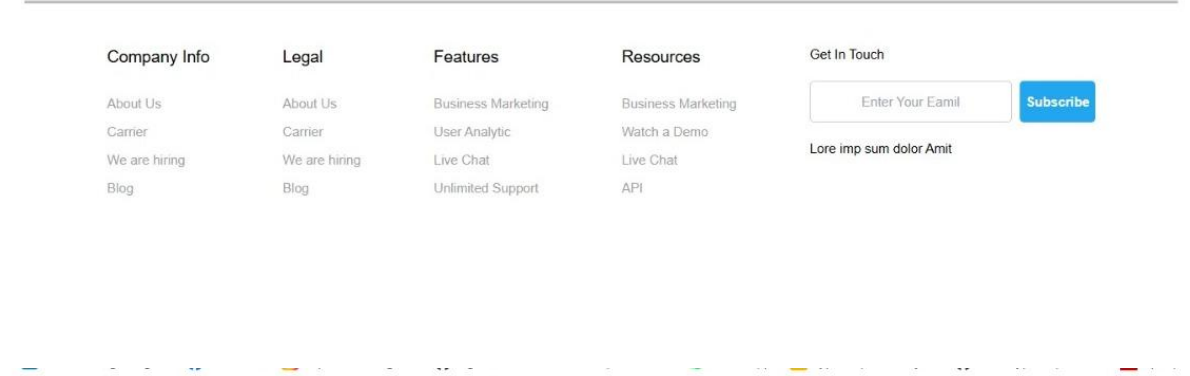 Company Info
About Us
Carrier
We are hiring
Blog
Legal
About Us
Carrier
We are hiring
Blog
Features
Business Marketing
User Analytic
Live Chat
Unlimited Support
Resources
Business Marketing
Watch a Demo
Live Chat
API
Get In Touch
Enter Your Eamil
Subscribe
Lore imp sum dolor Amit